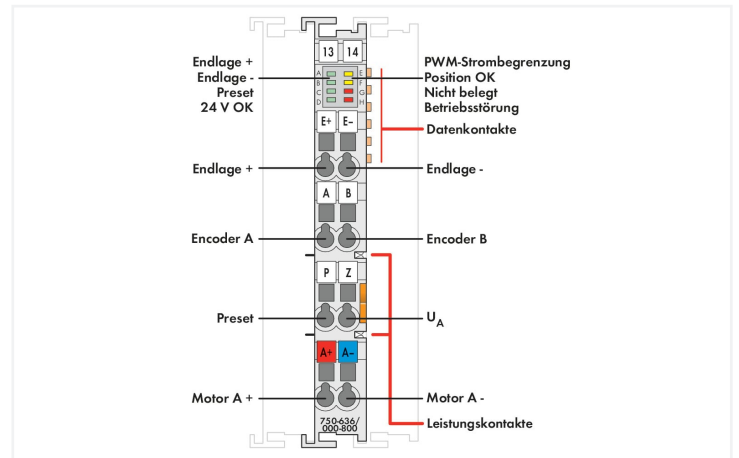 13 14
Endlage +
Endlage -
Preset
24 V OK
A
B
C
D
E
F
G
H
PWM-Strombegrenzung
Position OK
Nicht belegt
Betriebsstörung
Datenkontakte
E+ E-
Endlage +
Endlage -
A B
Encoder A
Encoder B
P Z
Preset
U_A
A+ A-
Motor A +
Motor A -
Leistungskontakte
750-636/
000-800